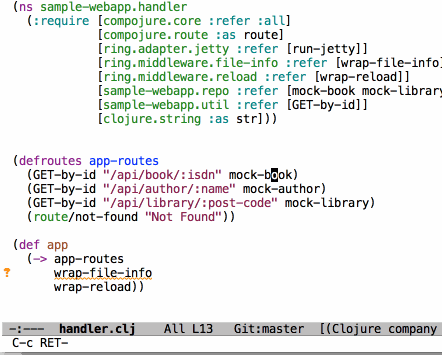 (ns sample-webapp.handler
  (:require [compojure.core :refer :all]
            [compojure.route :as route]
            [ring.adapter.jetty :refer [run-jetty]]
            [ring.middleware.file-info :refer [wrap-file-info]
            [ring.middleware.reload :refer [wrap-reload]]
            [sample-webapp.repo :refer [mock-book mock-library
            [sample-webapp.util :refer [GET-by-id]]
            [clojure.string :as str]))

(defroutes app-routes
  (GET-by-id "/api/book/:isdn" mock-book)
  (GET-by-id "/api/author/:name" mock-author)
  (GET-by-id "/api/library/:post-code" mock-library)
  (route/not-found "Not Found"))

(def app
  (-> app-routes
? wrap-file-info
      wrap-reload))
-:--- handler.clj All L13 Git:master [(Clojure company
C-c RET-